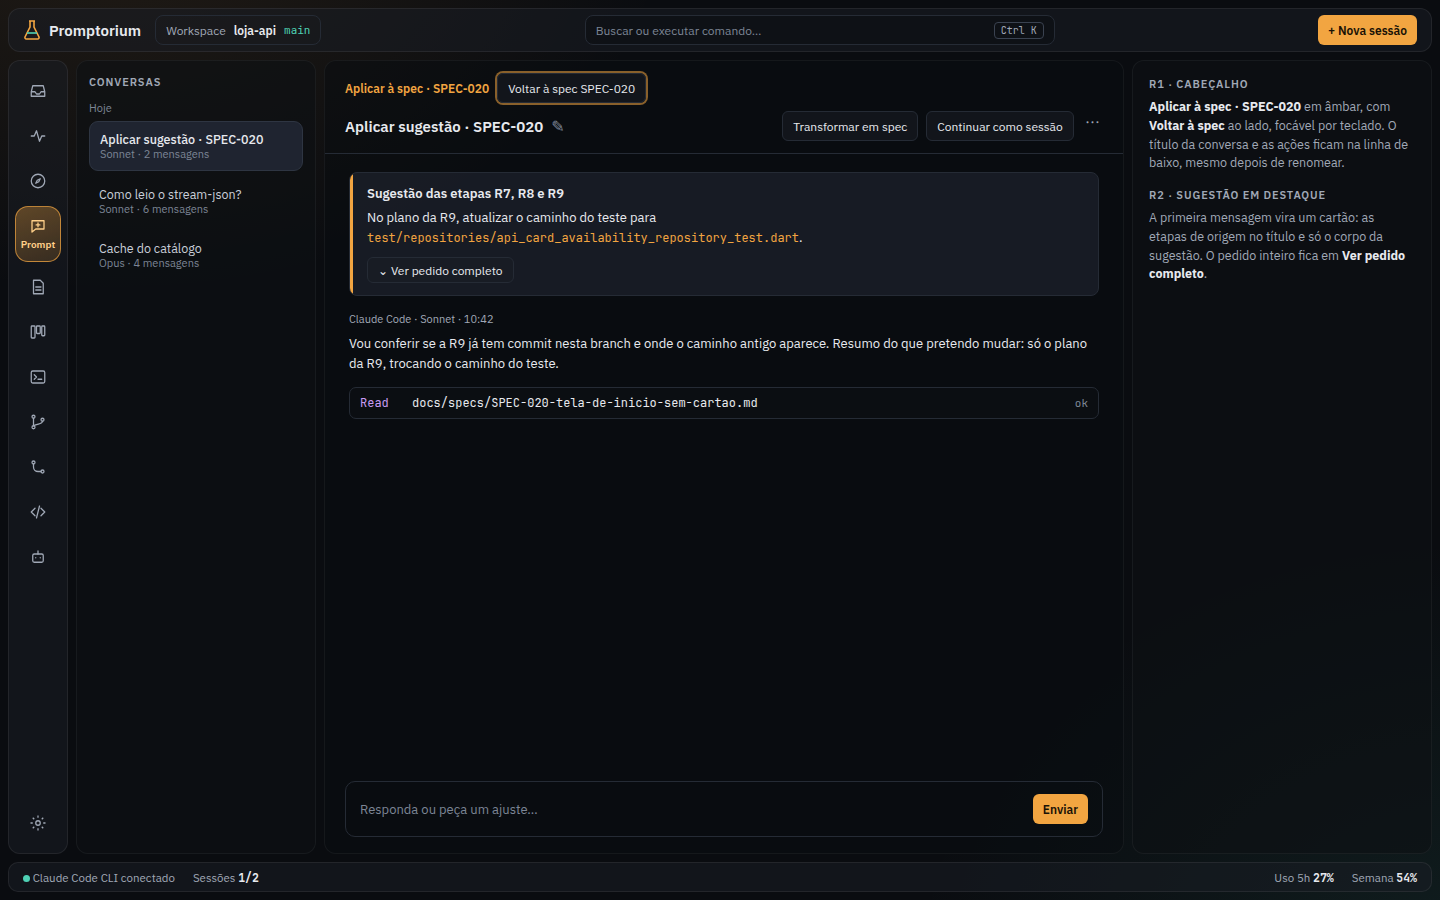 Promptorium
Workspace loja-api main
Buscar ou executar comando...
Ctrl K
+ Nova sessão
Prompt
CONVERSAS
Hoje
Aplicar sugestão · SPEC-020
Sonnet · 2 mensagens
Como leio o stream-json?
Sonnet · 6 mensagens
Cache do catálogo
Opus · 4 mensagens
Aplicar à spec · SPEC-020
Voltar à spec SPEC-020
Aplicar sugestão · SPEC-020 ✎
Transformar em spec
Continuar como sessão
...
Sugestão das etapas R7, R8 e R9
No plano da R9, atualizar o caminho do teste para
test/repositories/api_card_availability_repository_test.dart.
⌄ Ver pedido completo
Claude Code · Sonnet · 10:42
Vou conferir se a R9 já tem commit nesta branch e onde o caminho antigo aparece. Resumo do que pretendo mudar: só o plano
da R9, trocando o caminho do teste.
Read docs/specs/SPEC-020-tela-de-inicio-sem-cartao.md ok
Responda ou peça um ajuste...
Enviar
R1 · CABEÇALHO
Aplicar à spec · SPEC-020 em âmbar, com
Voltar à spec ao lado, focável por teclado. O
título da conversa e as ações ficam na linha de
baixo, mesmo depois de renomear.
R2 · SUGESTÃO EM DESTAQUE
A primeira mensagem vira um cartão: as
etapas de origem no título e só o corpo da
sugestão. O pedido inteiro fica em Ver pedido
completo.
Claude Code CLI conectado
Sessões 1/2
Uso 5h 27%
Semana 54%